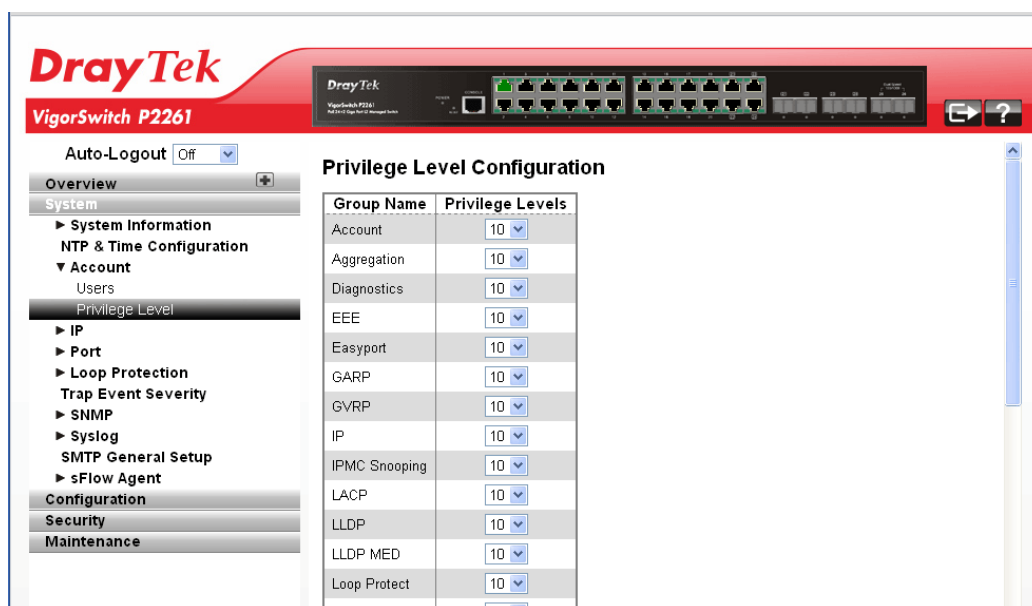 DrayTek
VigorSwitch P2261
DrayTek
VigorSwitch P2261
Auto-Logout Off
Overview
System
System Information
NTP & Time Configuration
Account
Users
Privilege Level
IP
Port
Loop Protection
Trap Event Severity
SNMP
Syslog
SMTP General Setup
sFlow Agent
Configuration
Security
Maintenance
Privilege Level Configuration
Group Name Privilege Levels
Account 10
Aggregation 10
Diagnostics 10
EEE 10
Easyport 10
GARP 10
GVRP 10
IP 10
IPMC Snooping 10
LACP 10
LLDP 10
LLDP MED 10
Loop Protect 10